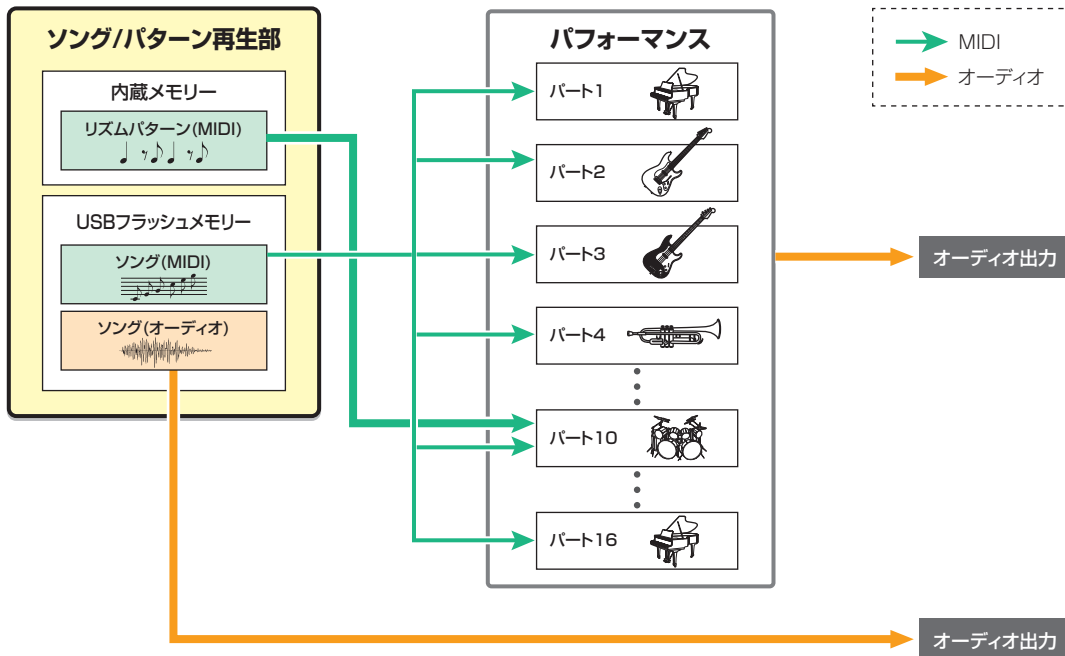 ソング/パターン再生部
内蔵メモリー
リズムパターン(MIDI)
USBフラッシュメモリー
ソング(MIDI)
ソング(オーディオ)
パフォーマンス
パート1
パート2
パート3
パート4
パート10
パート16
MIDI
オーディオ
オーディオ出力
オーディオ出力